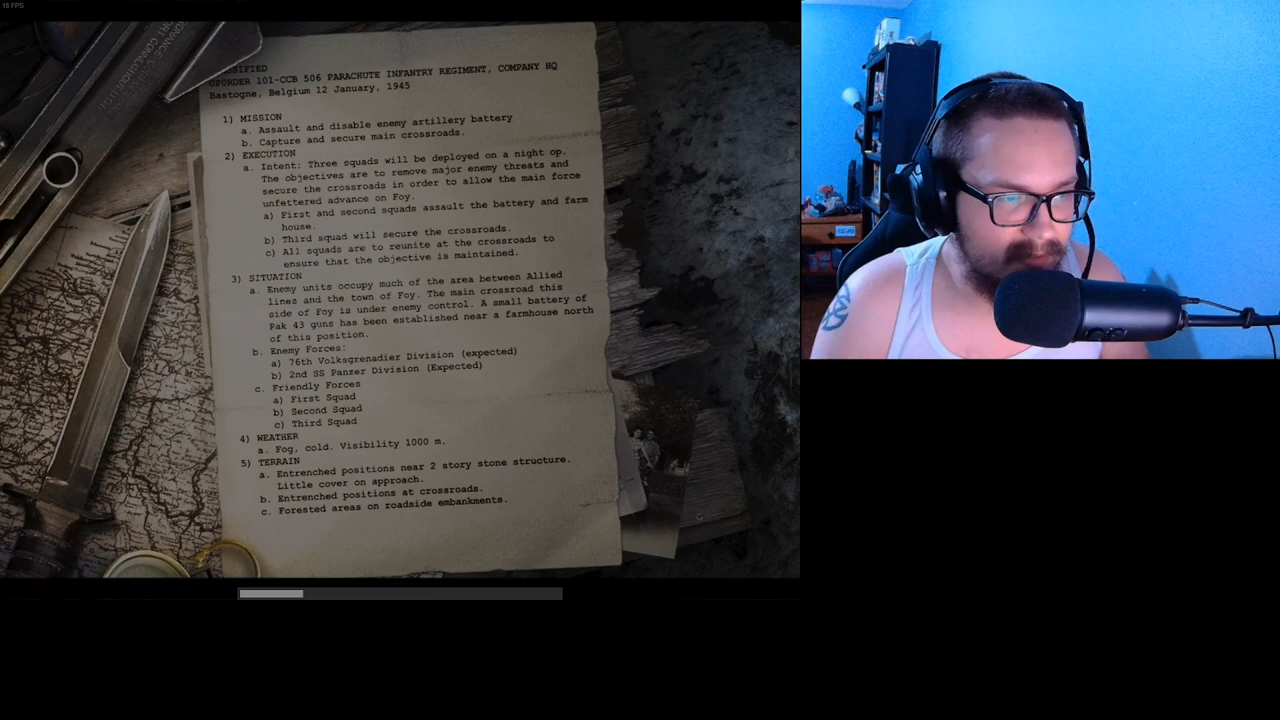 18 FPS
OPORDER 101-CCB 506 PARACHUTE INFANTRY REGIMENT, COMPANY HQ
Bastogne, Belgium 12 January, 1945
1) MISSION
a. Assault and disable enemy artillery battery
b. Capture and secure main crossroads.
2) EXECUTION
a. Intent: Three squads will be deployed on a night op.
The objectives are to remove major enemy threats and
secure the crossroads in order to allow the main force
unfettered advance on Foy.
a) First and second squads assault the battery and farm
house.
b) Third squad will secure the crossroads.
c) All squads are to reunite at the crossroads to
ensure that the objective is maintained.
3) SITUATION
a. Enemy units occupy much of the area between Allied
lines and the town of Foy. The main crossroad this
side of Foy is under enemy control. A small battery of
Pak 43 guns has been established near a farmhouse north
of this position.
b. Enemy Forces:
a) 76th Volksgrenadier Division (expected)
b) 2nd SS Panzer Division (Expected)
c. Friendly Forces
a) First Squad
b) Second Squad
c) Third Squad
4) WEATHER
a. Fog, cold. Visibility 1000 m.
5) TERRAIN
a. Entrenched positions near 2 story stone structure.
Little cover on approach.
b. Entrenched positions at crossroads.
c. Forested areas on roadside embankments.